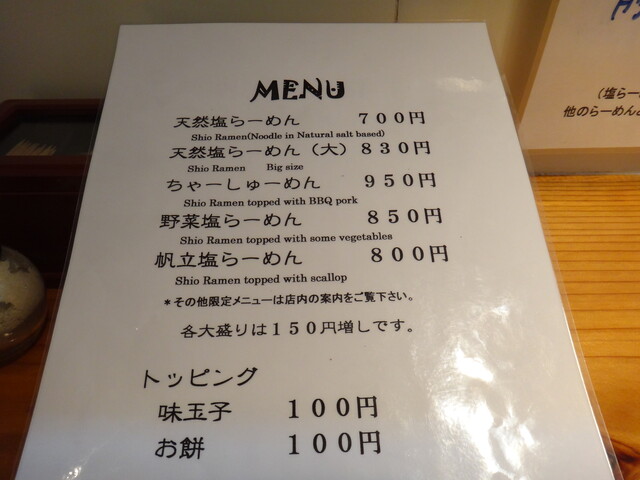 MENU
天然塩らーめん 700円
Shio Ramen(Noodle in Natural salt based)
天然塩らーめん（大）830円
Shio Ramen Big size
ちゃーしゅーめん 950円
Shio Ramen topped with BBQ pork
野菜塩らーめん 850円
Shio Ramen topped with some vegetables
帆立塩らーめん 800円
Shio Ramen topped with scallop
＊その他限定メニューは店内の案内をご覧下さい。
各大盛りは150円増しです。
トッピング
味玉子 100円
お餅 100円
（塩らー
他のらーめん